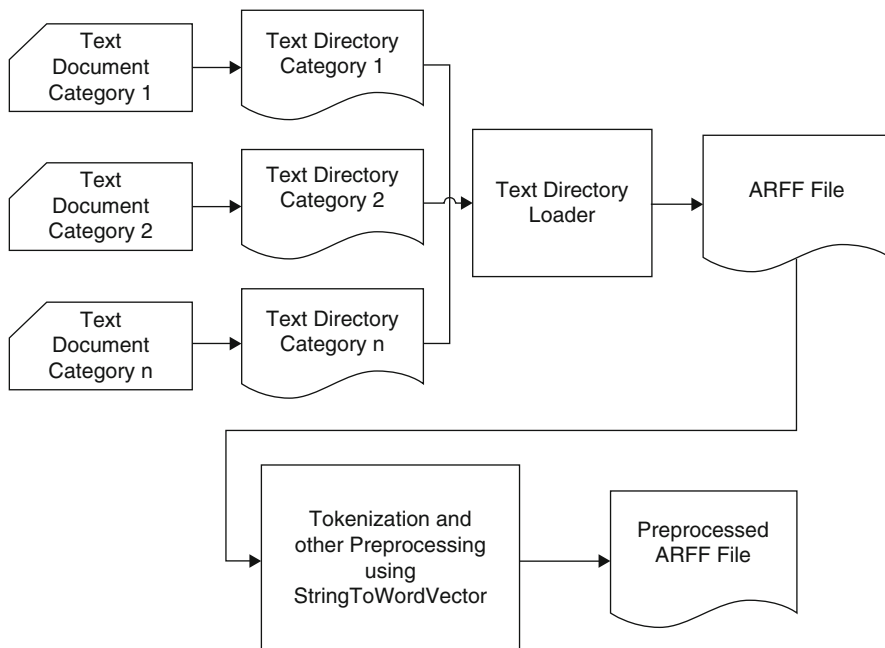 Text
Document
Category 1
Text Directory
Category 1
Text
Document
Category 2
Text Directory
Category 2
Text Directory
Loader
ARFF File
Text
Document
Category n
Text Directory
Category n
Tokenization and
other Preprocessing
using
StringToWordVector
Preprocessed
ARFF File